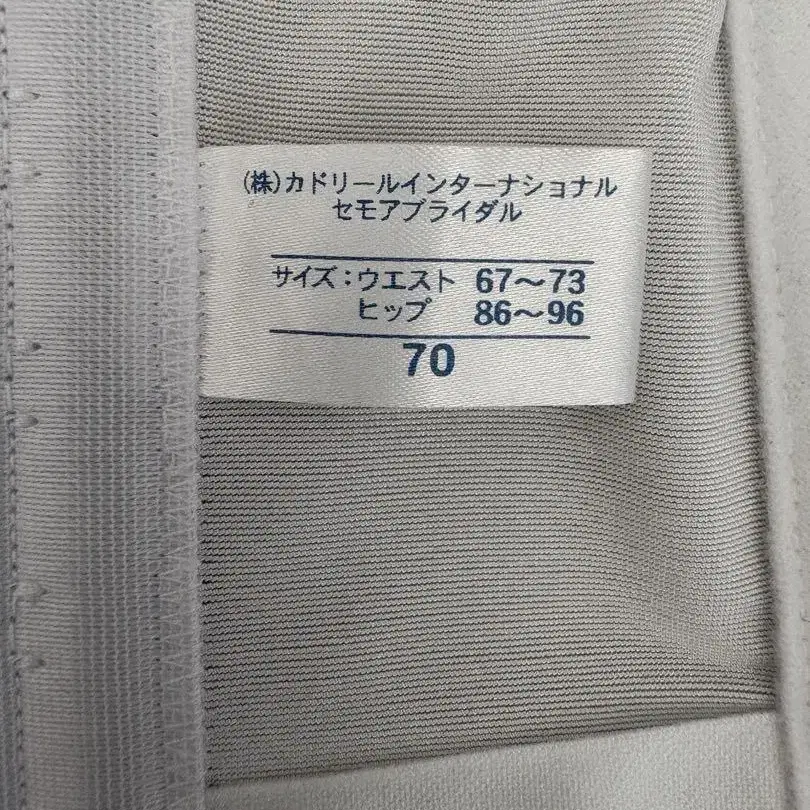 (株)カドリールインターナショナル
セモアブライダル
サイズ:ウエスト 67〜73
ヒップ 86〜96
70